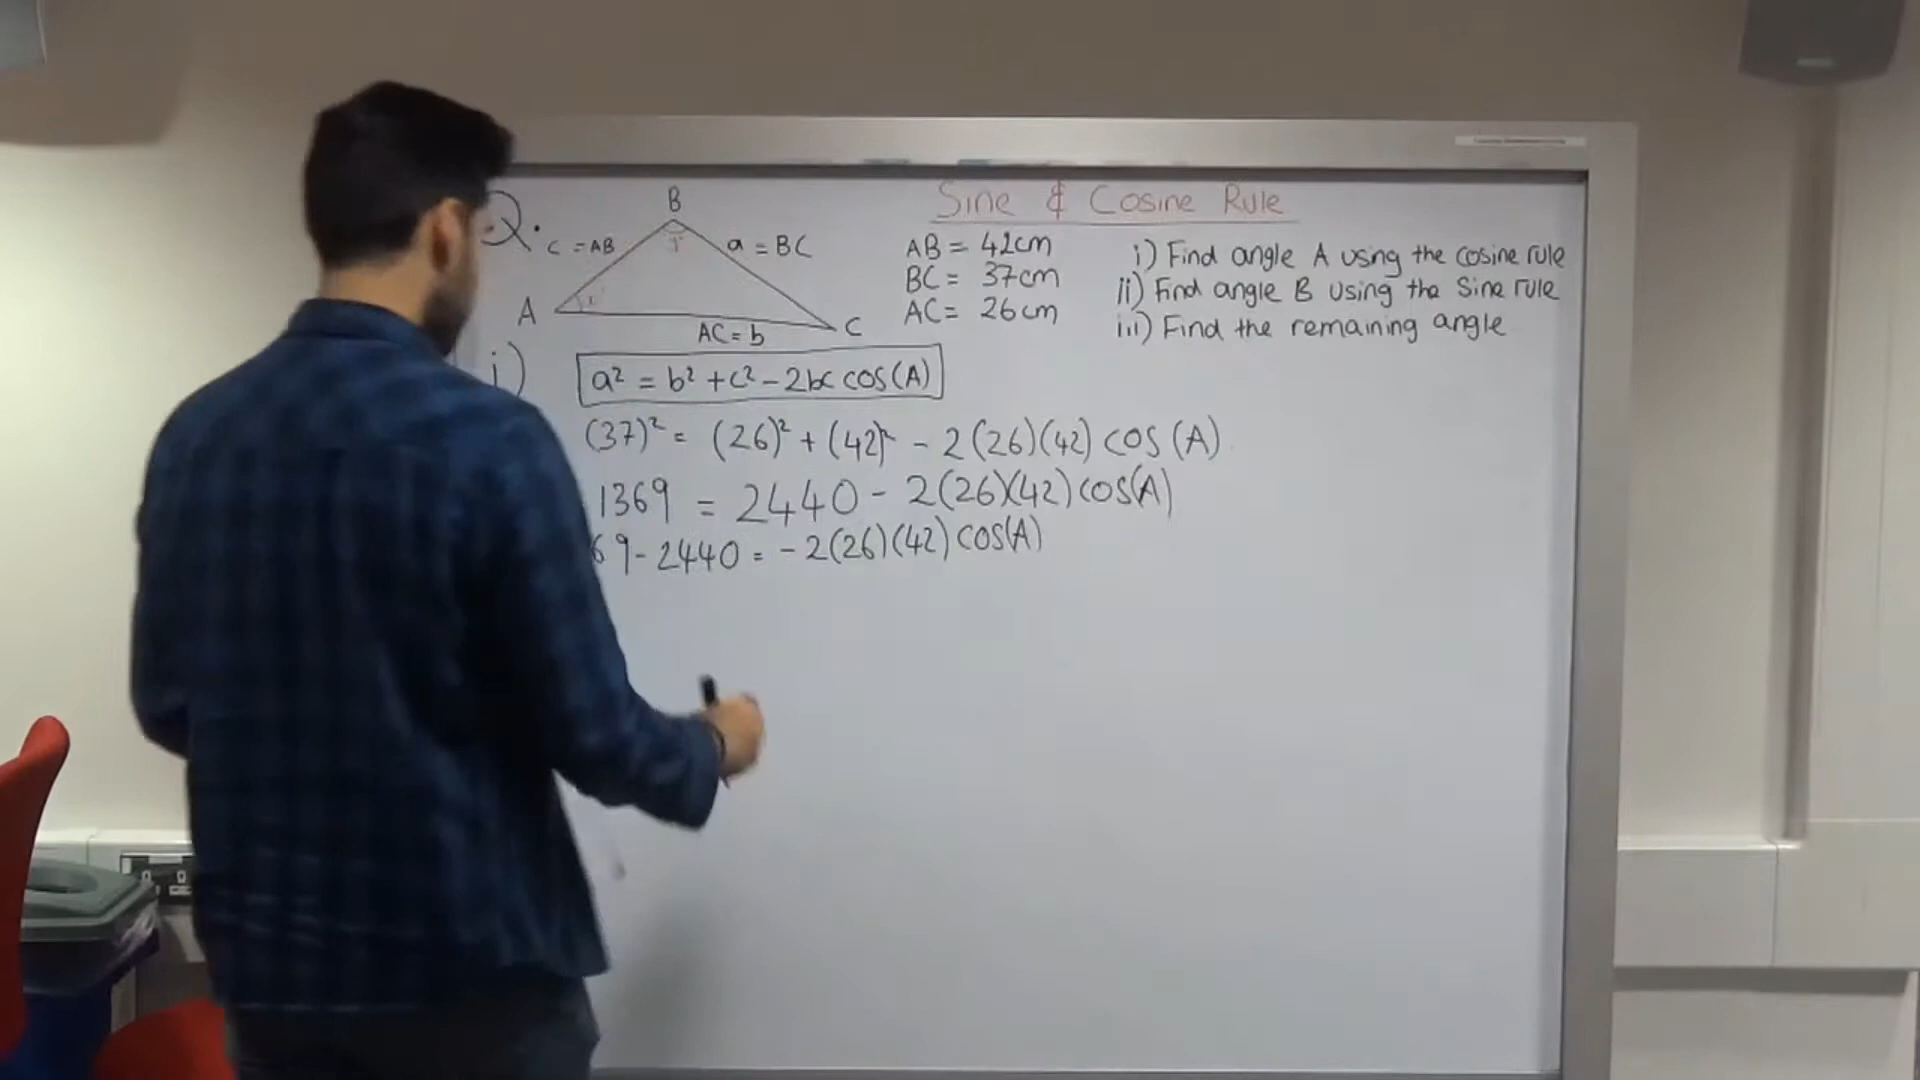 Sine & Cosine Rule
Q.
B
c = AB
a = BC
A
AC = b
C
AB = 42cm
BC = 37cm
AC = 26cm
i) Find angle A using the cosine rule
ii) Find angle B using the Sine rule
iii) Find the remaining angle
i)
a² = b² + c² - 2bc cos(A)
(37)² = (26)² + (42)² - 2(26)(42) cos(A)
1369 = 2440 - 2(26)(42) cos(A)
69 - 2440 = -2(26)(42) cos(A)